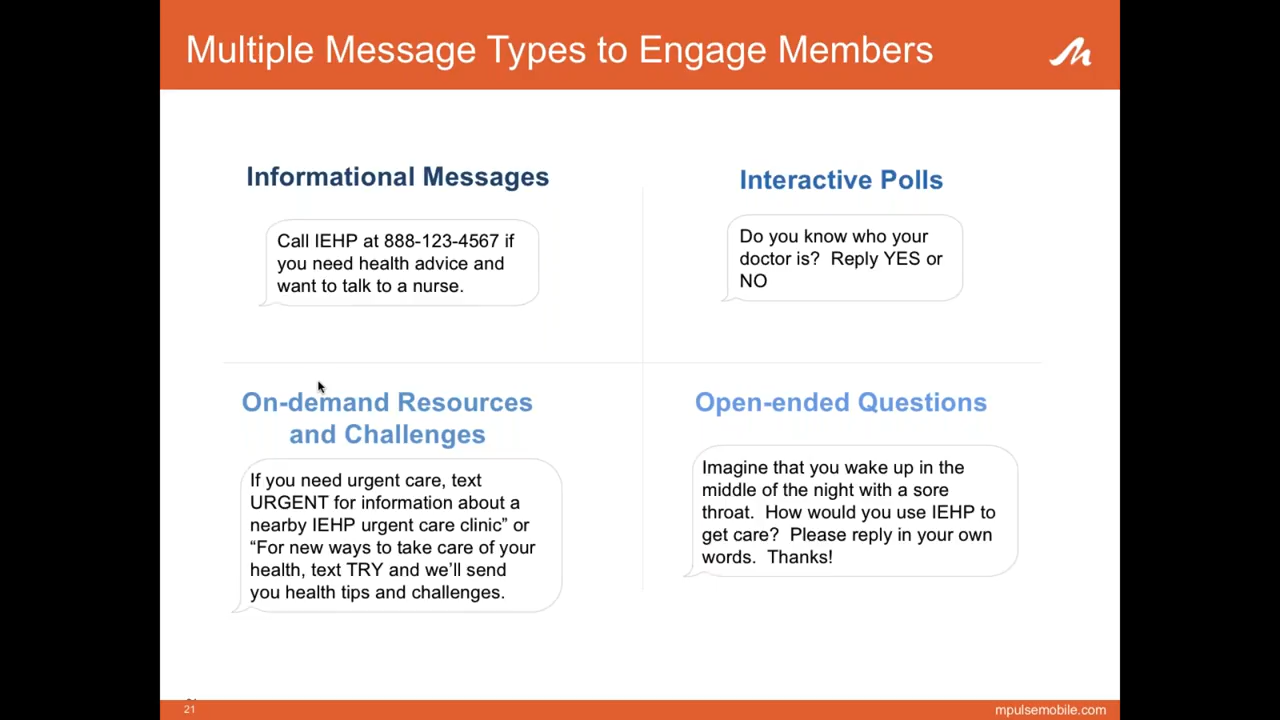 Multiple Message Types to Engage Members
Informational Messages
Call IEHP at 888-123-4567 if
you need health advice and
want to talk to a nurse.
Interactive Polls
Do you know who your
doctor is?  Reply YES or
NO
On-demand Resources
and Challenges
If you need urgent care, text
URGENT for information about a
nearby IEHP urgent care clinic” or
“For new ways to take care of your
health, text TRY and we’ll send
you health tips and challenges.
Open-ended Questions
Imagine that you wake up in the
middle of the night with a sore
throat.  How would you use IEHP to
get care?  Please reply in your own
words.  Thanks!
21
mpulsemobile.com